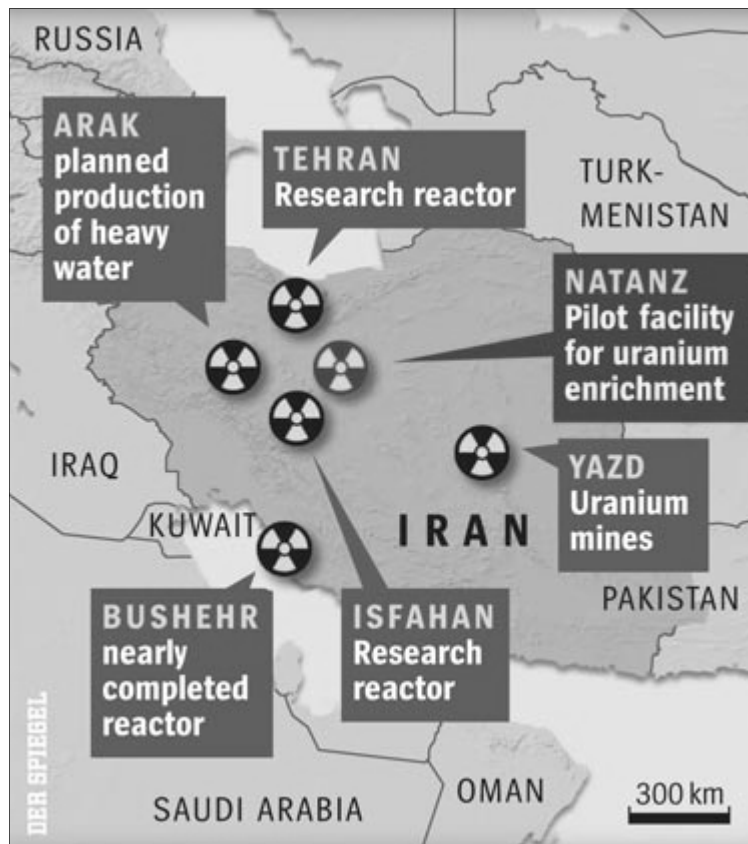 RUSSIA
ARAK
planned
production
of heavy
water
TEHRAN
Research reactor
TURK-
MENISTAN
NATANZ
Pilot facility
for uranium
enrichment
IRAQ
KUWAIT
IRAN
YAZD
Uranium
mines
PAKISTAN
BUSHEHR
nearly
completed
reactor
ISFAHAN
Research
reactor
SAUDI ARABIA
OMAN
300 km
DER SPIEGEL